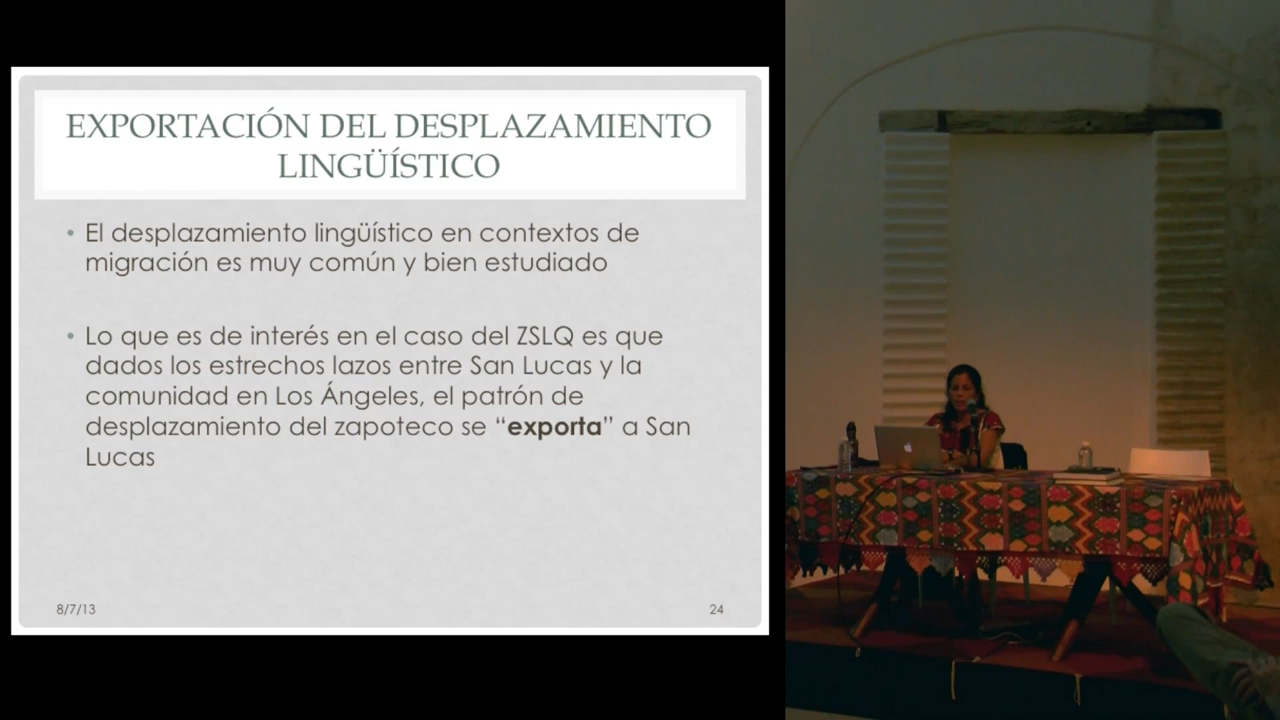 EXPORTACIÓN DEL DESPLAZAMIENTO
LINGÜÍSTICO
• El desplazamiento lingüístico en contextos de
migración es muy común y bien estudiado
• Lo que es de interés en el caso del ZSLQ es que
dados los estrechos lazos entre San Lucas y la
comunidad en Los Ángeles, el patrón de
desplazamiento del zapoteco se “exporta” a San
Lucas
8/7/13
24